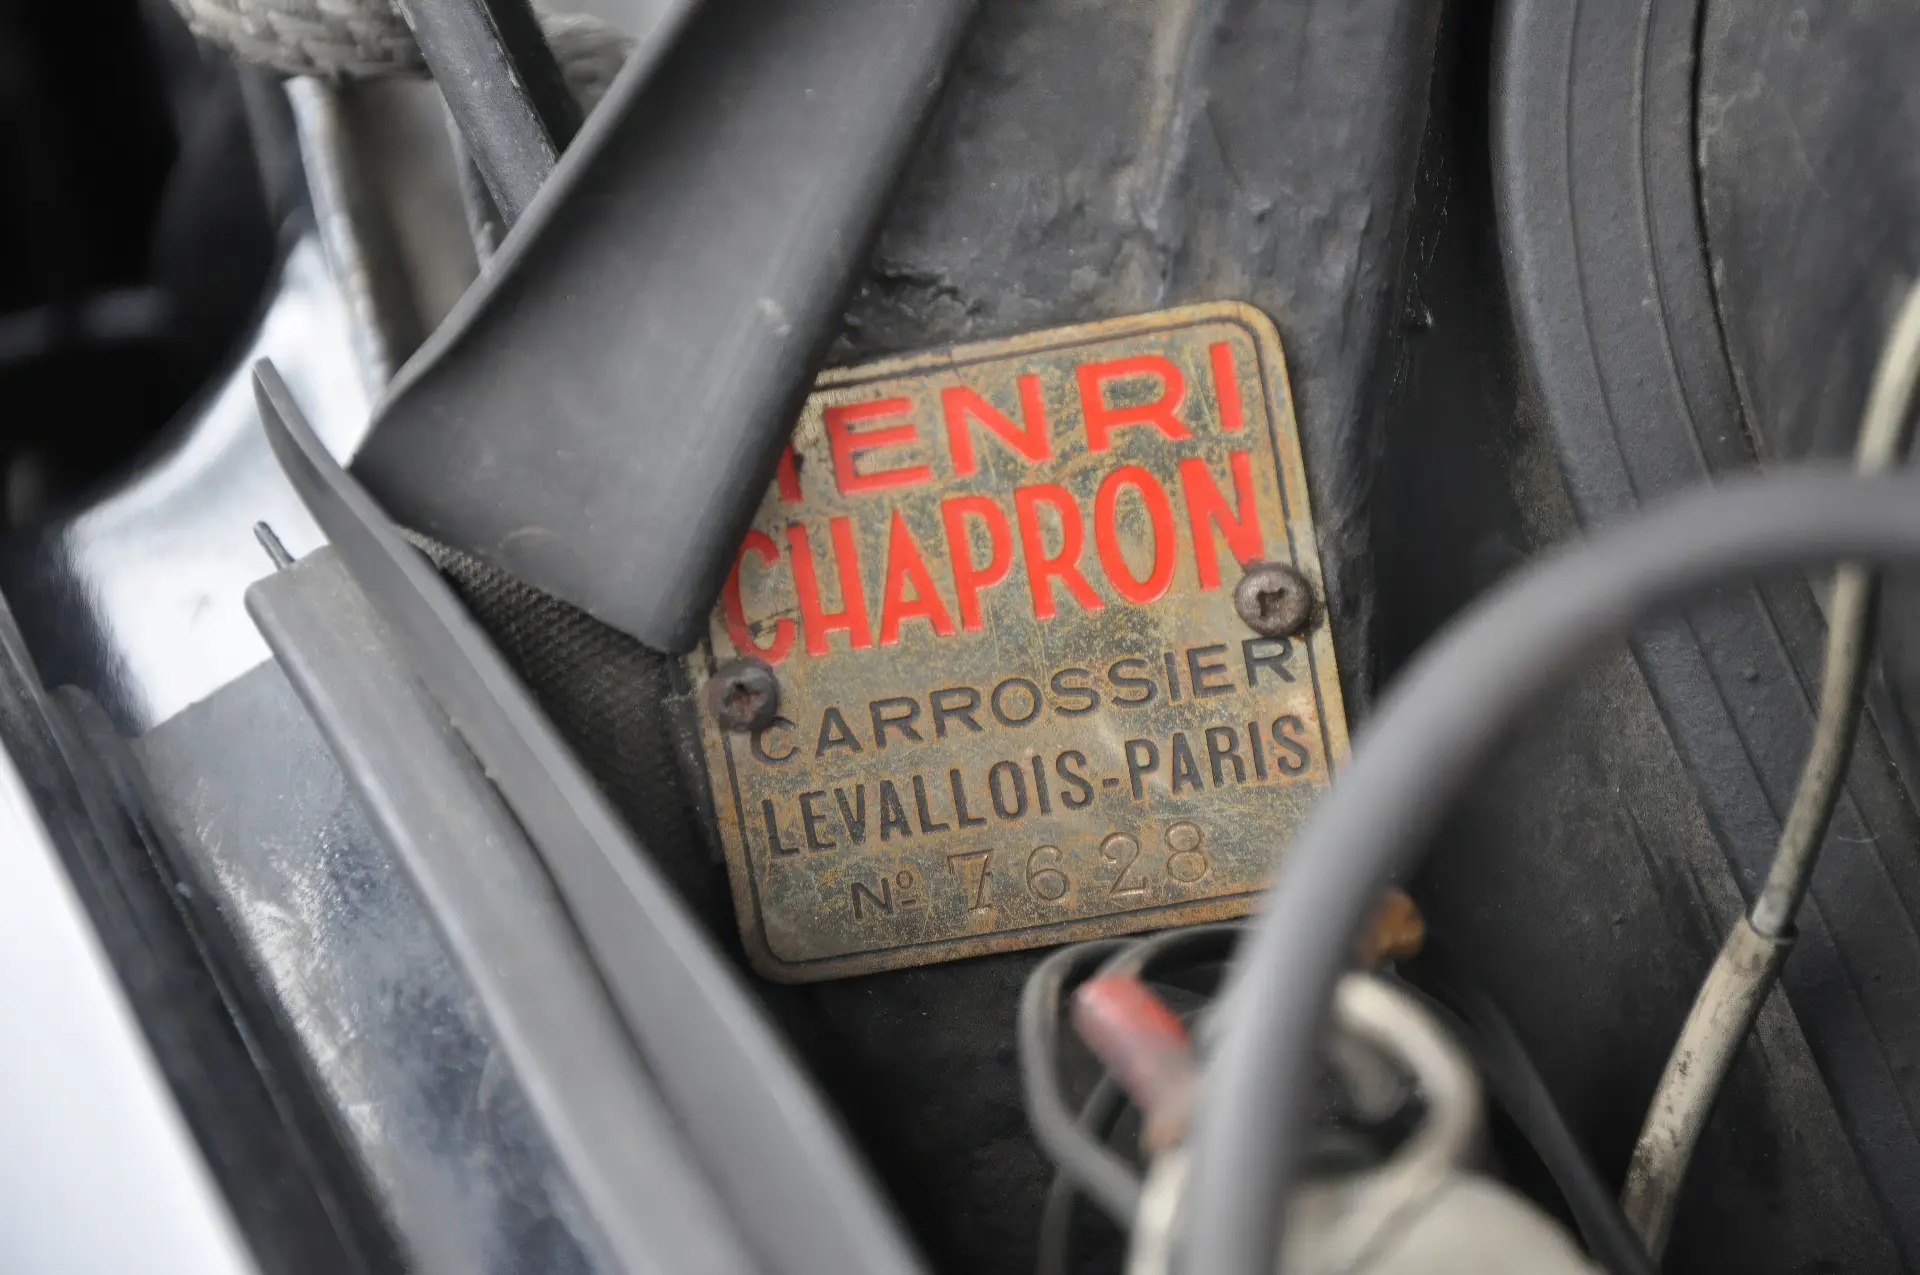 HENRI
CHAPRON
CARROSSIER
LEVALLOIS-PARIS
Nº 7628